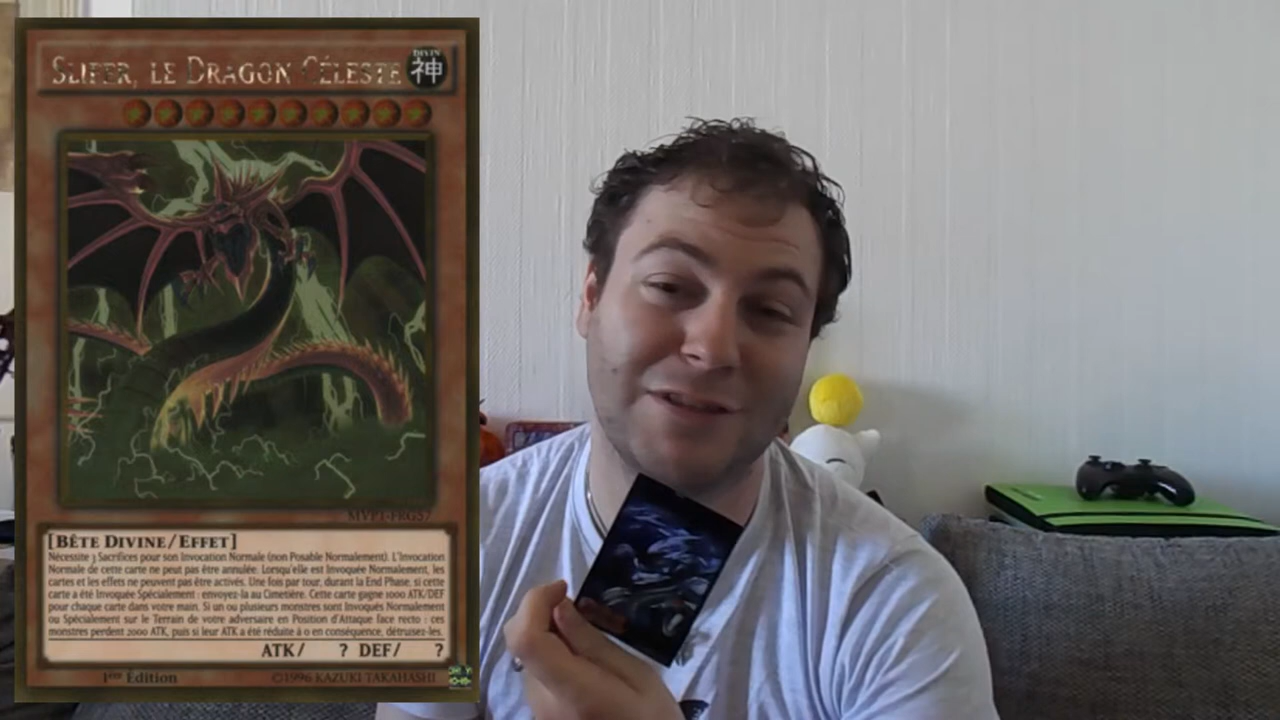 Slifer, le Dragon Céleste
DIVIN
神
MVP1-FRG57
[Bête Divine/Effet]
Nécessite 3 Sacrifices pour son Invocation Normale (non Posable Normalement). L'Invocation
Normale de cette carte ne peut pas être annulée. Lorsqu'elle est Invoquée Normalement, les
cartes et les effets ne peuvent pas être activés. Une fois par tour, durant la End Phase, si cette
carte a été Invoquée Spécialement : envoyez-la au Cimetière. Cette carte gagne 1000 ATK/DEF
pour chaque carte dans votre main. Si un ou plusieurs monstres sont Invoqués Normalement
ou Spécialement sur le Terrain de votre adversaire en Position d'Attaque face recto : ces
monstres perdent 2000 ATK, puis si leur ATK a été réduite à 0 en conséquence, détruisez-les.
ATK/ ? DEF/ ?
1ère Édition
©1996 KAZUKI TAKAHASHI